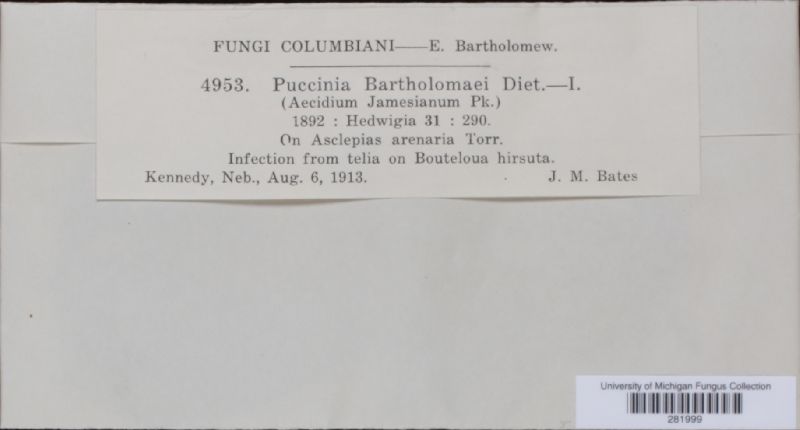 FUNGI COLUMBIANI——E. Bartholomew.
4953. Puccinia Bartholomaei Diet.—I.
(Aecidium Jamesianum Pk.)
1892 : Hedwigia 31 : 290.
On Asclepias arenaria Torr.
Infection from telia on Bouteloua hirsuta.
Kennedy, Neb., Aug. 6, 1913. J. M. Bates
University of Michigan Fungus Collection
281999